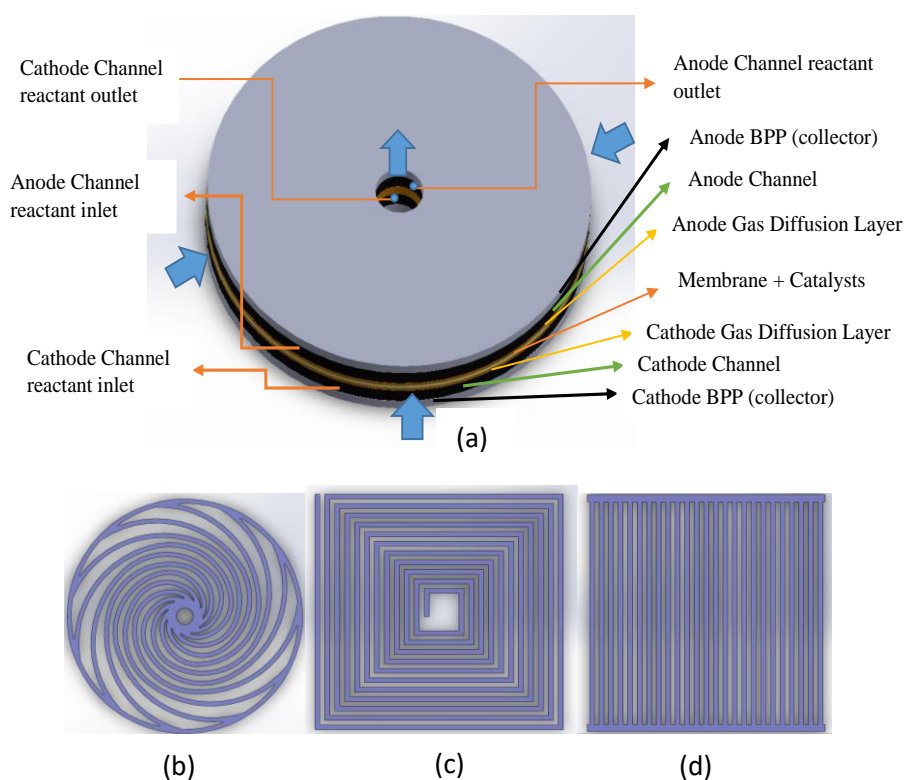 Cathode Channel
reactant outlet
Anode Channel
reactant inlet
Cathode Channel
reactant inlet
Anode Channel reactant
outlet
Anode BPP (collector)
Anode Channel
Anode Gas Diffusion Layer
Membrane + Catalysts
Cathode Gas Diffusion Layer
Cathode Channel
Cathode BPP (collector)
(a)
(b)
(c)
(d)